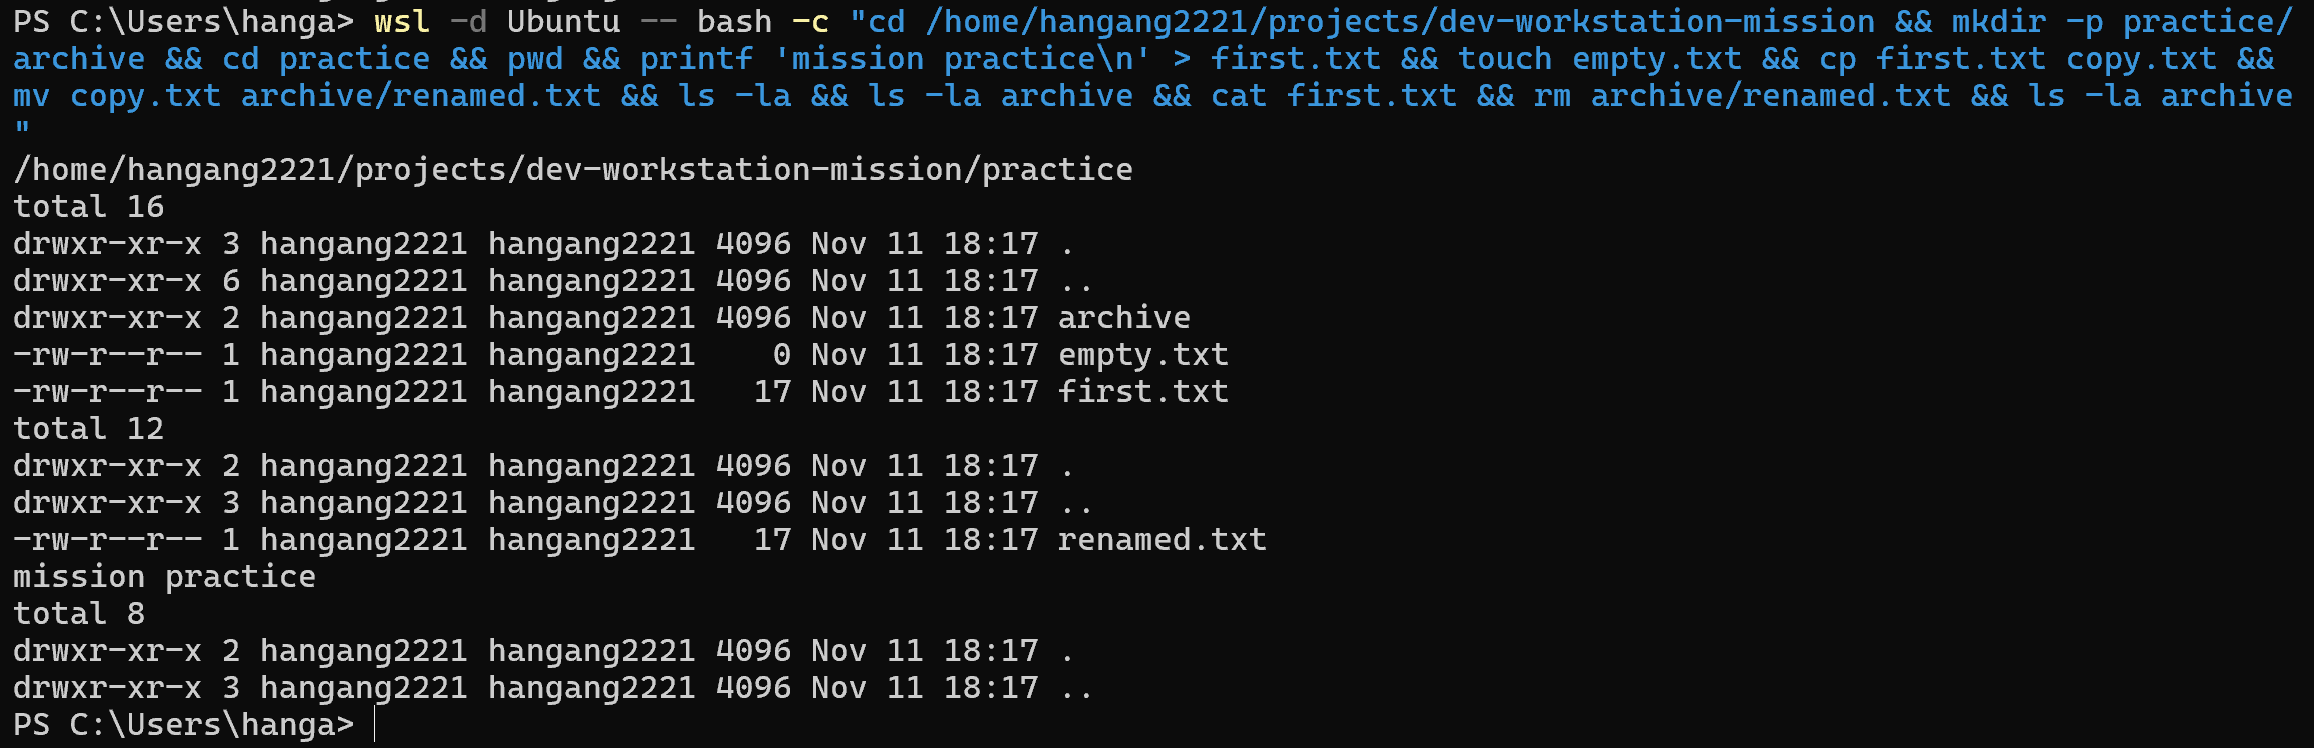 PS C:\Users\hanga> wsl -d Ubuntu -- bash -c "cd /home/hangang2221/projects/dev-workstation-mission && mkdir -p practice/
archive && cd practice && pwd && printf 'mission practice\n' > first.txt && touch empty.txt && cp first.txt copy.txt &&
mv copy.txt archive/renamed.txt && ls -la && ls -la archive && cat first.txt && rm archive/renamed.txt && ls -la archive
"
/home/hangang2221/projects/dev-workstation-mission/practice
total 16
drwxr-xr-x 3 hangang2221 hangang2221 4096 Nov 11 18:17 .
drwxr-xr-x 6 hangang2221 hangang2221 4096 Nov 11 18:17 ..
drwxr-xr-x 2 hangang2221 hangang2221 4096 Nov 11 18:17 archive
-rw-r--r-- 1 hangang2221 hangang2221    0 Nov 11 18:17 empty.txt
-rw-r--r-- 1 hangang2221 hangang2221   17 Nov 11 18:17 first.txt
total 12
drwxr-xr-x 2 hangang2221 hangang2221 4096 Nov 11 18:17 .
drwxr-xr-x 3 hangang2221 hangang2221 4096 Nov 11 18:17 ..
-rw-r--r-- 1 hangang2221 hangang2221   17 Nov 11 18:17 renamed.txt
mission practice
total 8
drwxr-xr-x 2 hangang2221 hangang2221 4096 Nov 11 18:17 .
drwxr-xr-x 3 hangang2221 hangang2221 4096 Nov 11 18:17 ..
PS C:\Users\hanga>